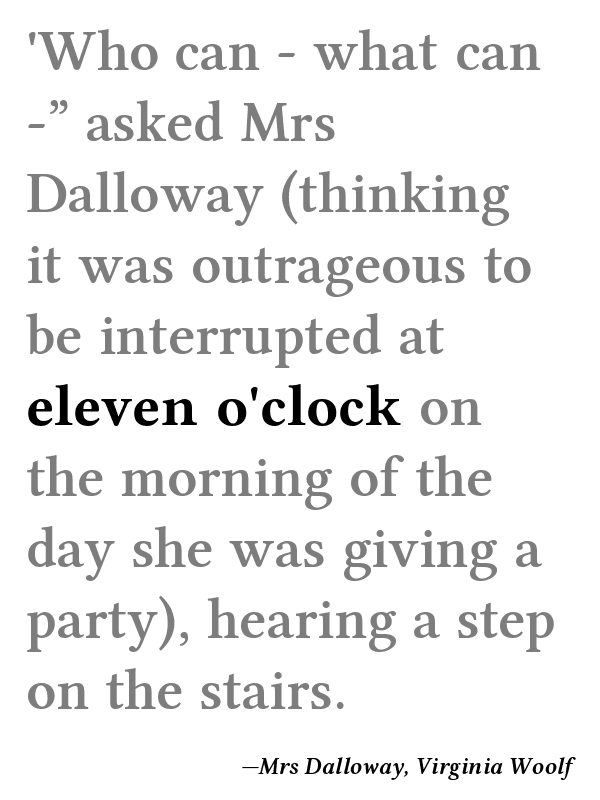 'Who can - what can
-” asked Mrs
Dalloway (thinking
it was outrageous to
be interrupted at
eleven o'clock on
the morning of the
day she was giving a
party), hearing a step
on the stairs.
—Mrs Dalloway, Virginia Woolf